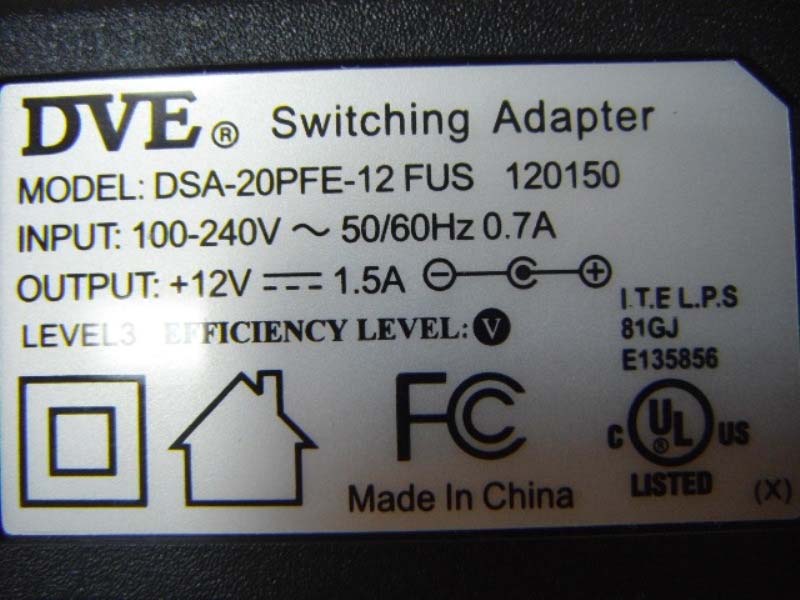 DVE® Switching Adapter
MODEL: DSA-20PFE-12 FUS 120150
INPUT: 100-240V ~ 50/60Hz 0.7A
OUTPUT: +12V ⎓ 1.5A
I.T.E L.P.S
LEVEL3 EFFICIENCY LEVEL: V
81GJ
E135856
FC
C UL® US
LISTED
Made In China
(X)